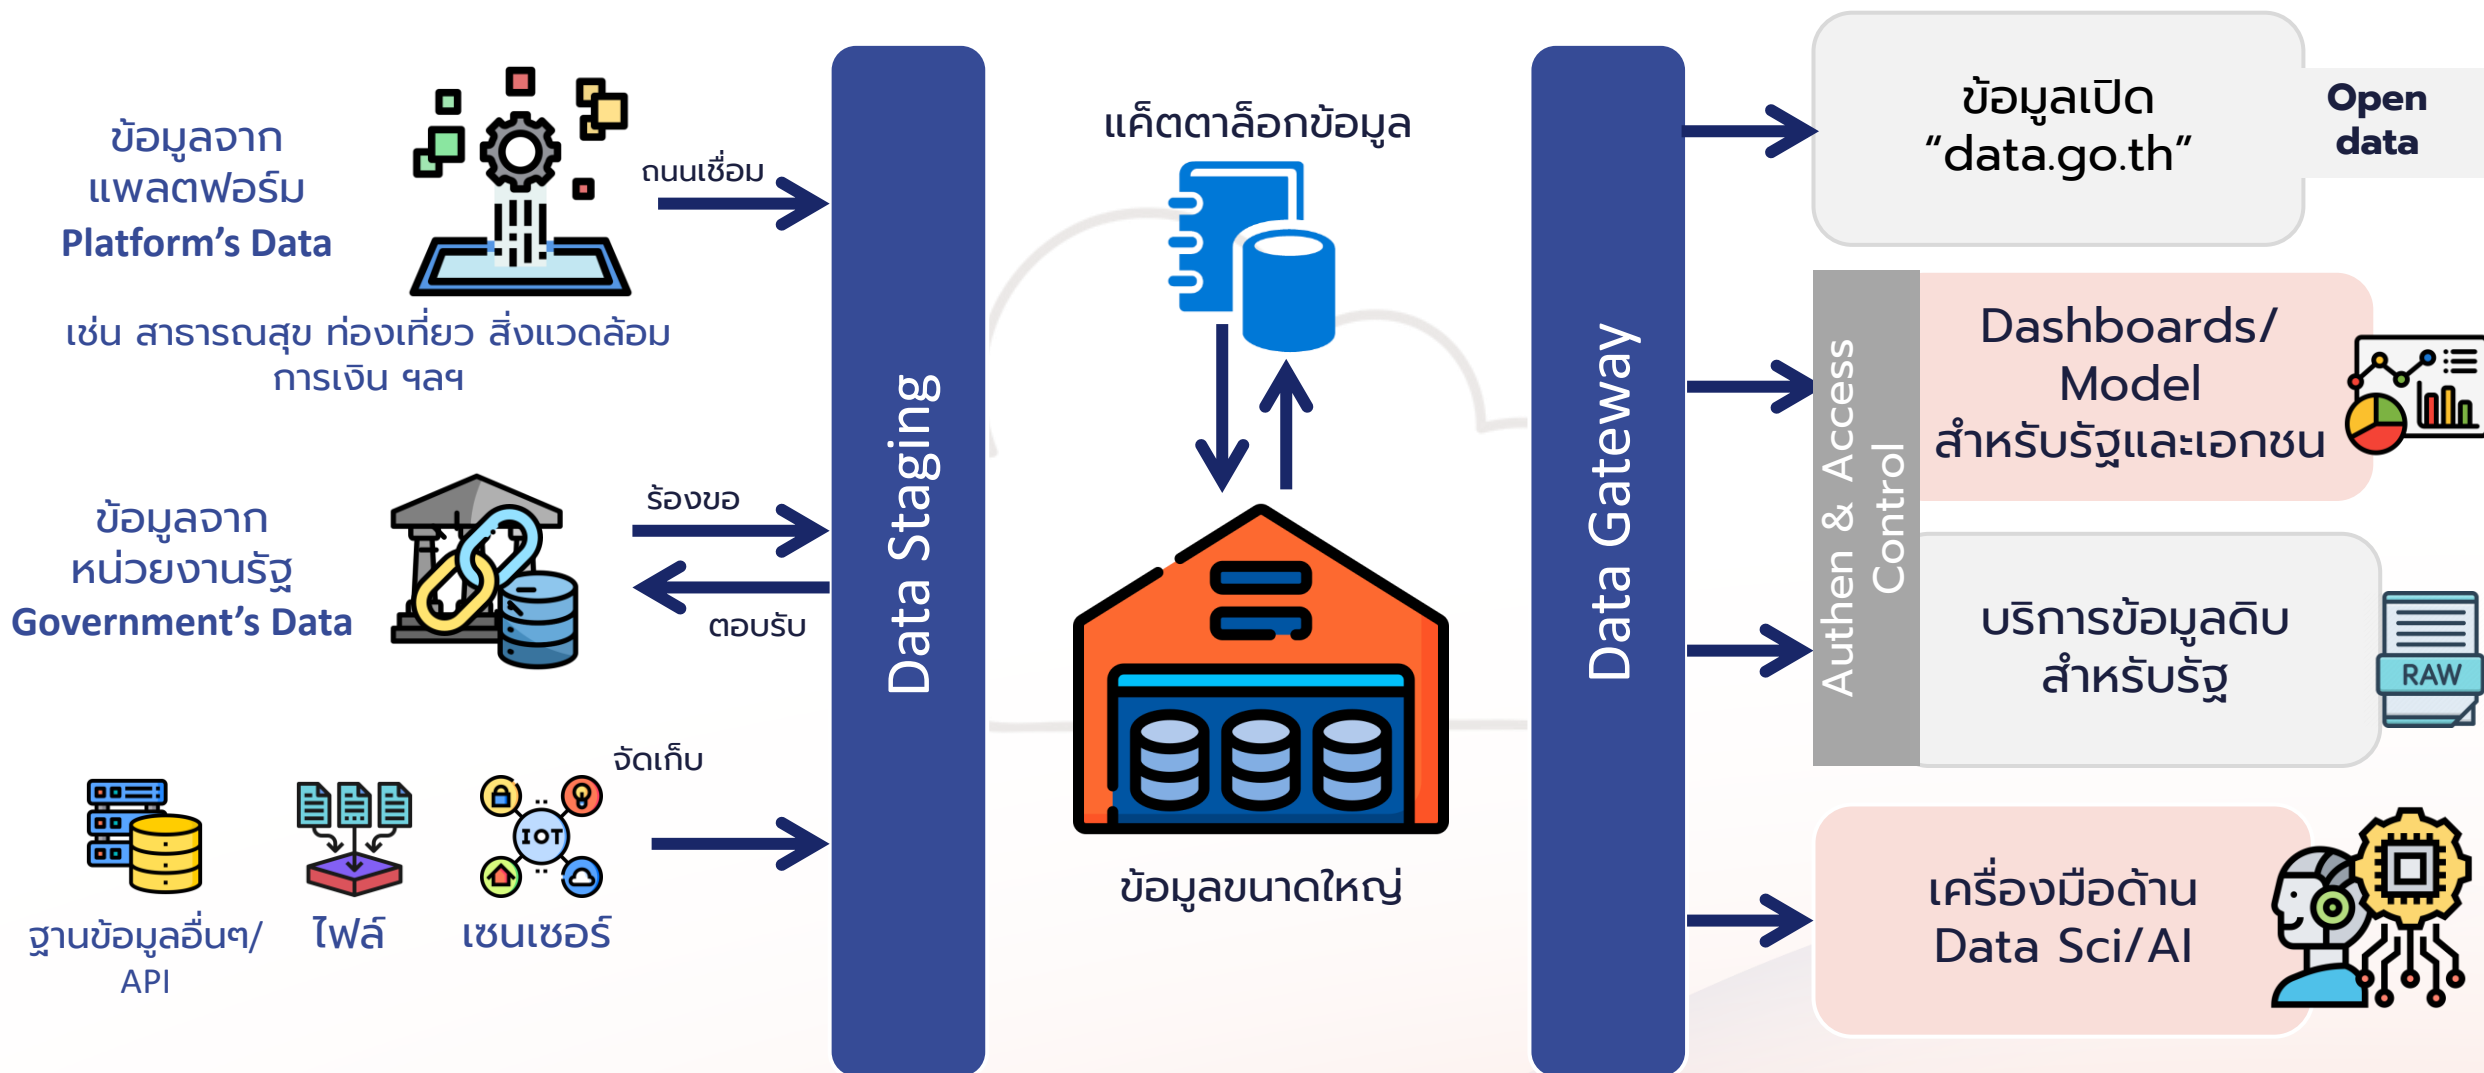 ข้อมูลจาก
แพลตฟอร์ม
Platform’s Data
เช่น สาธารณสุข ท่องเที่ยว สิ่งแวดล้อม
การเงิน ฯลฯ
ถนนเชื่อม
ข้อมูลจาก
หน่วยงานรัฐ
Government’s Data
ร้องขอ
ตอบรับ
จัดเก็บ
IOT
ฐานข้อมูลอื่นๆ/
API
ไฟล์
เซนเซอร์
Data Staging
แค็ตตาล็อกข้อมูล
ข้อมูลขนาดใหญ่
Data Gateway
ข้อมูลเปิด
“data.go.th”
Open
data
Authen & Access
Control
Dashboards/
Model
สำหรับรัฐและเอกชน
บริการข้อมูลดิบ
สำหรับรัฐ
RAW
เครื่องมือด้าน
Data Sci/AI